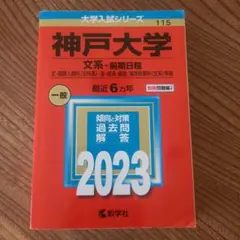 大学入試シリーズ
115
神戸大学
文系-前期日程
一般
最近6カ年
傾向と対策
過去問
解答
2023
教学社